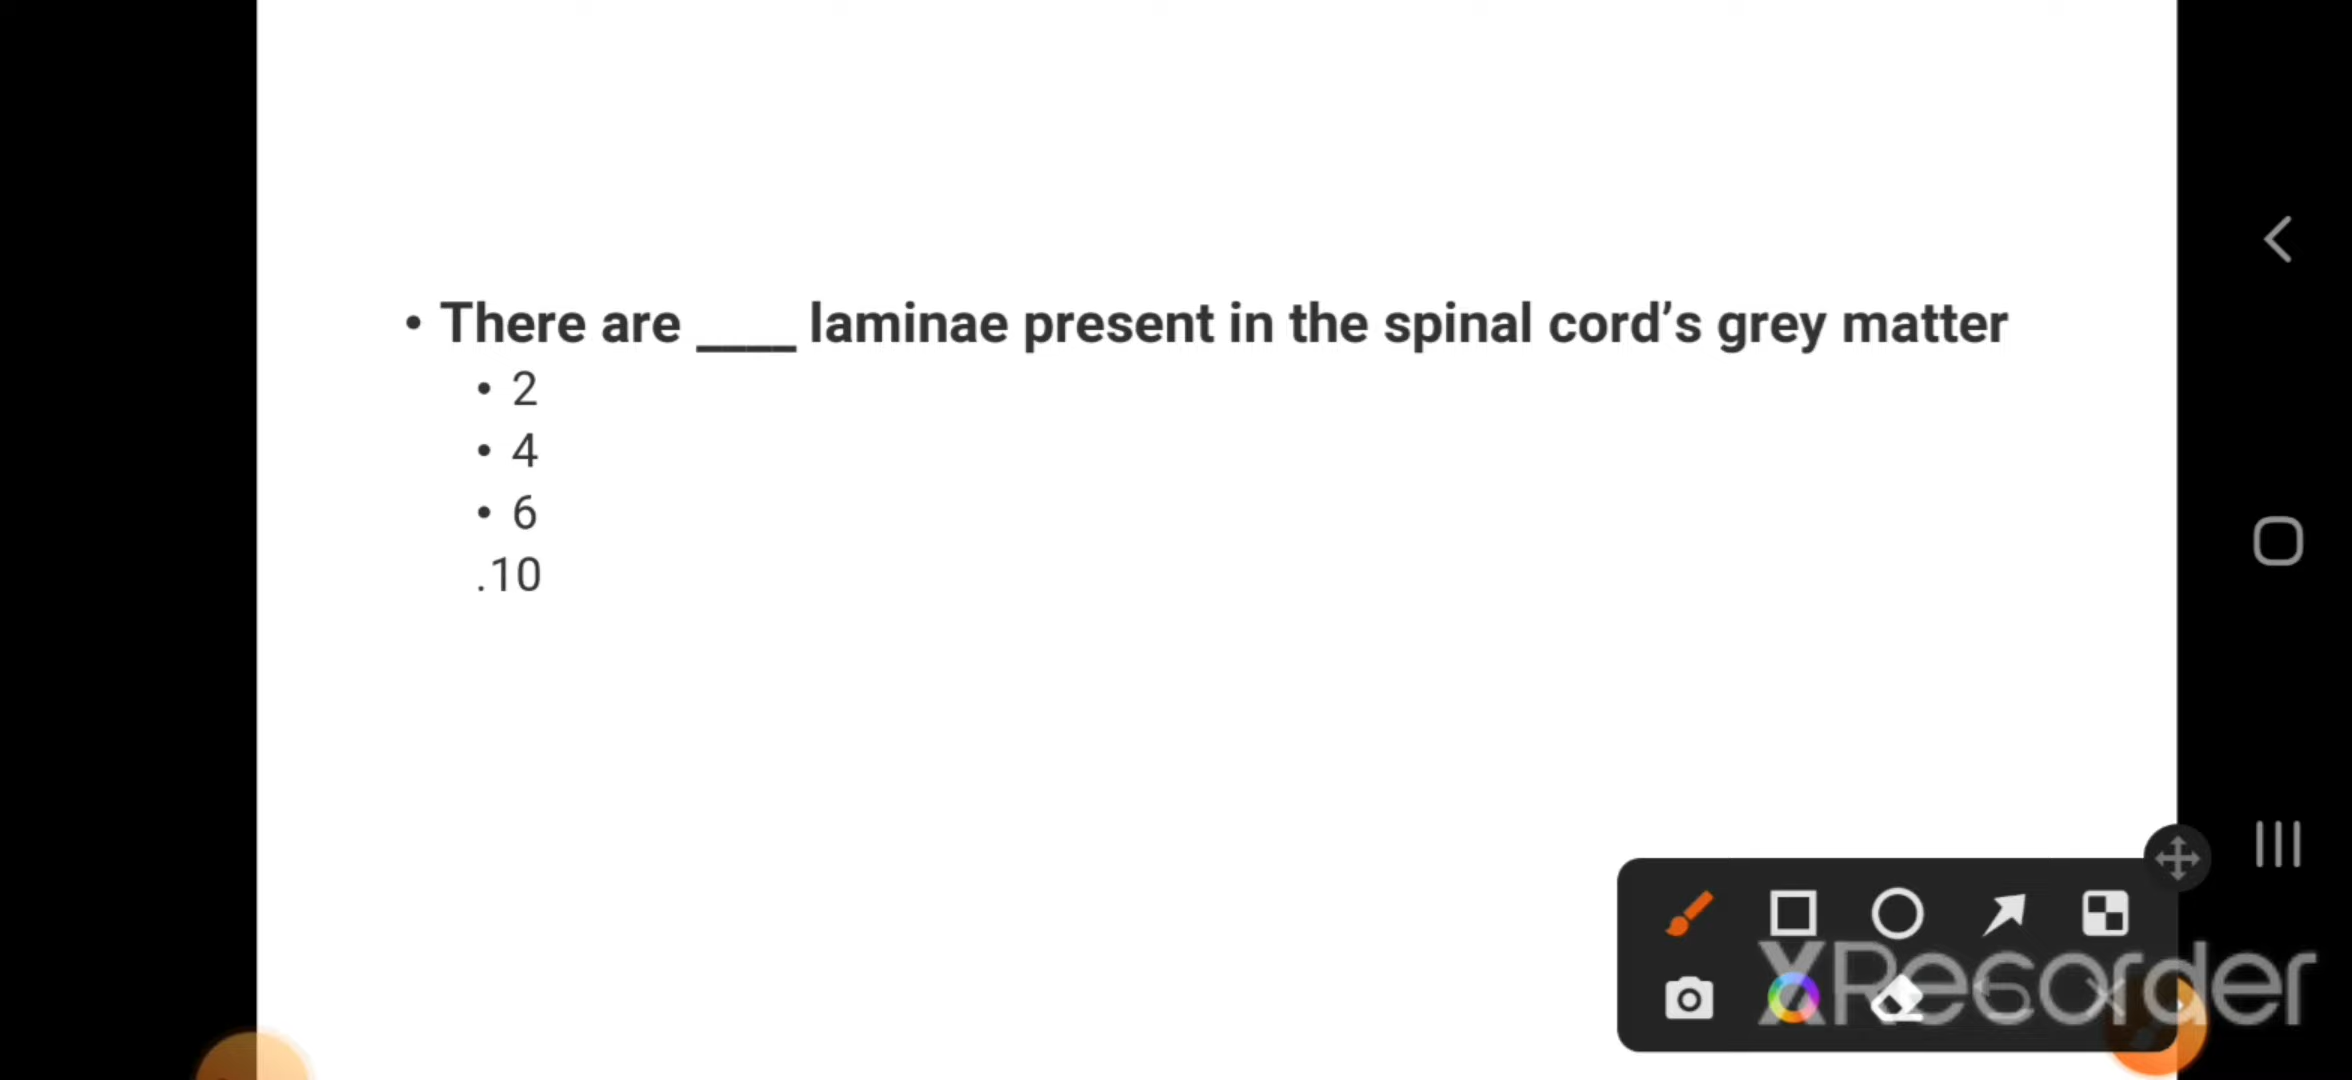 • There are ____ laminae present in the spinal cord’s grey matter
• 2
• 4
• 6
.10
XRecorder